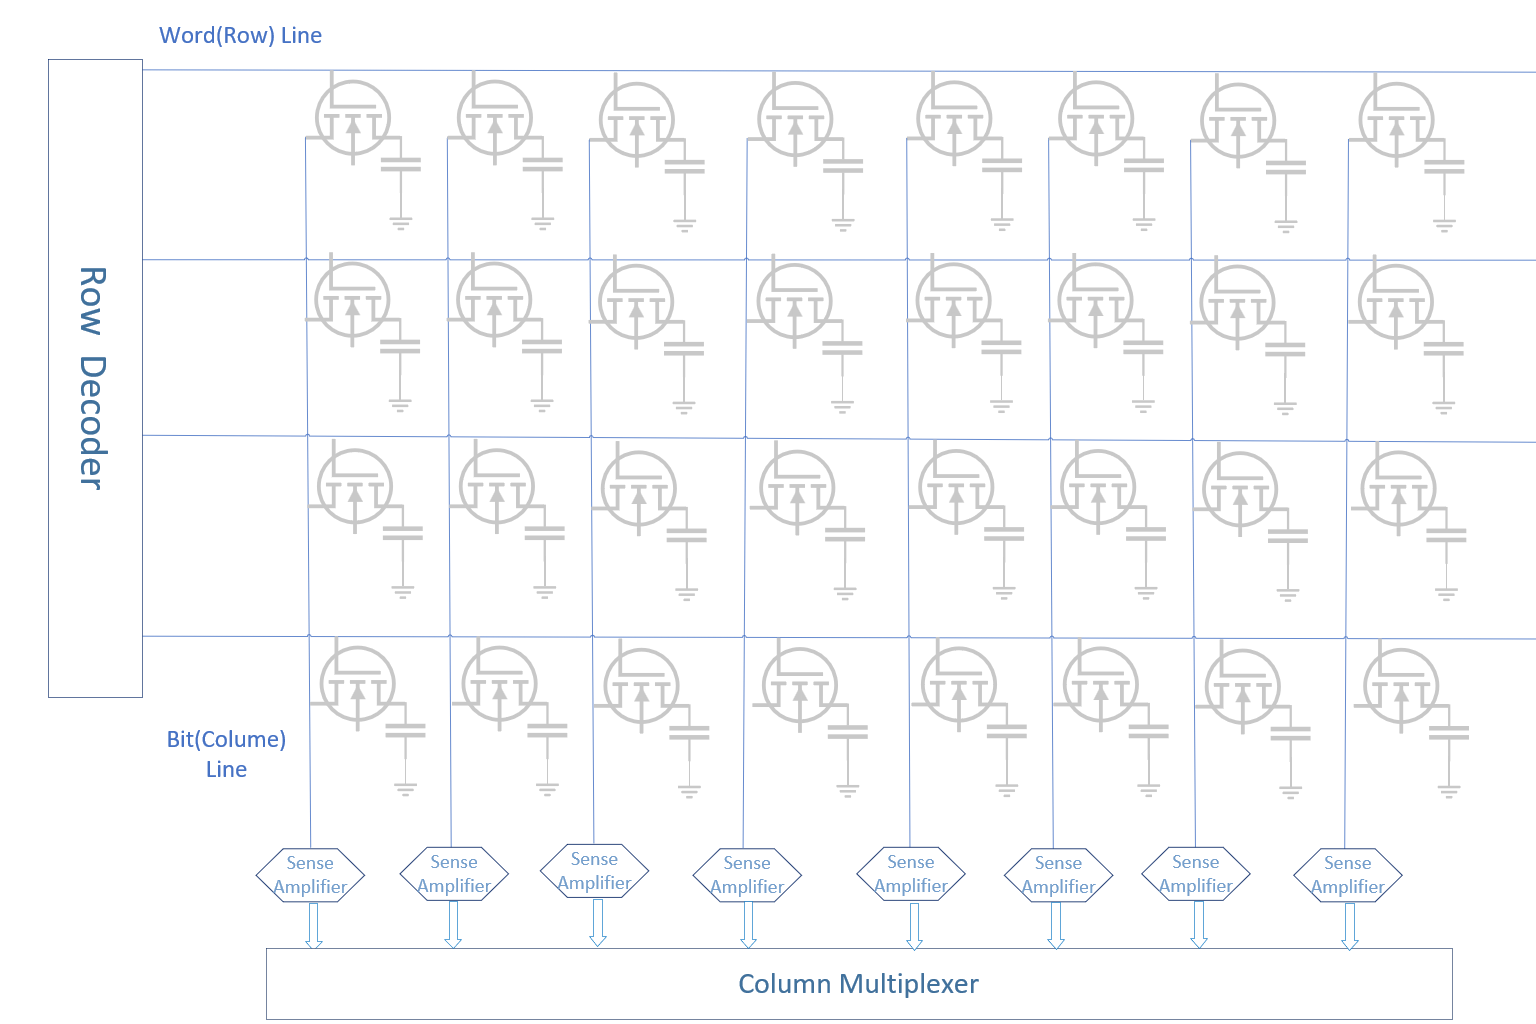 Word(Row) Line
Row Decoder
Bit(Colume)
Line
Sense
Amplifier
Sense
Amplifier
Sense
Amplifier
Sense
Amplifier
Sense
Amplifier
Sense
Amplifier
Sense
Amplifier
Sense
Amplifier
Column Multiplexer